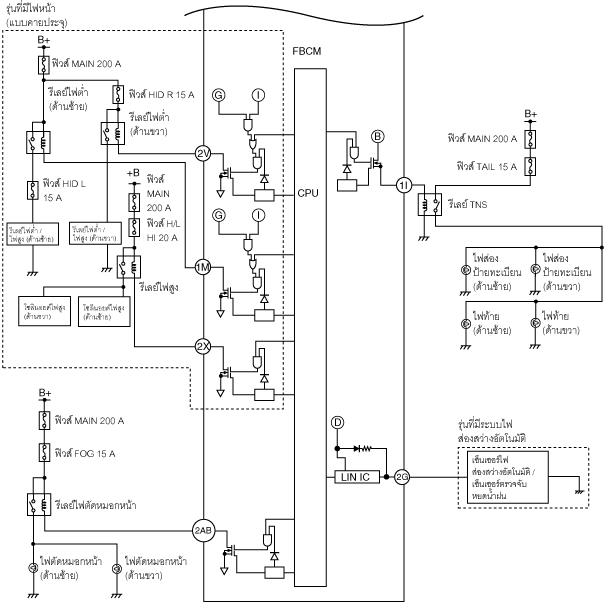 รุ่นที่มีไฟหน้า
(แบบคายประจุ)
B+
ฟิวส์ MAIN 200 A
รีเลย์ไฟต่ำ
(ด้านซ้าย)
ฟิวส์ HID R 15 A
รีเลย์ไฟต่ำ
(ด้านขวา)
ฟิวส์ HID L
15 A
+B
ฟิวส์
MAIN
200 A
ฟิวส์ H/L
HI 20 A
รีเลย์ไฟต่ำ /
ไฟสูง (ด้านซ้าย)
รีเลย์ไฟต่ำ /
ไฟสูง (ด้านขวา)
รีเลย์ไฟสูง
โซลินอยด์ไฟสูง
(ด้านขวา)
โซลินอยด์ไฟสูง
(ด้านซ้าย)
2V
1M
2X
G
I
G
I
FBCM
CPU
B
1I
B+
ฟิวส์ MAIN 200 A
ฟิวส์ TAIL 15 A
รีเลย์ TNS
ไฟส่อง
ป้ายทะเบียน
(ด้านซ้าย)
ไฟส่อง
ป้ายทะเบียน
(ด้านขวา)
ไฟท้าย
(ด้านซ้าย)
ไฟท้าย
(ด้านขวา)
B+
ฟิวส์ MAIN 200 A
ฟิวส์ FOG 15 A
รีเลย์ไฟตัดหมอกหน้า
ไฟตัดหมอกหน้า
(ด้านซ้าย)
ไฟตัดหมอกหน้า
(ด้านขวา)
2AB
D
LIN IC
2G
รุ่นที่มีระบบไฟ
ส่องสว่างอัตโนมัติ
เซ็นเซอร์ไฟ
ส่องสว่างอัตโนมัติ /
เซ็นเซอร์ตรวจจับ
หยดน้ำฝน